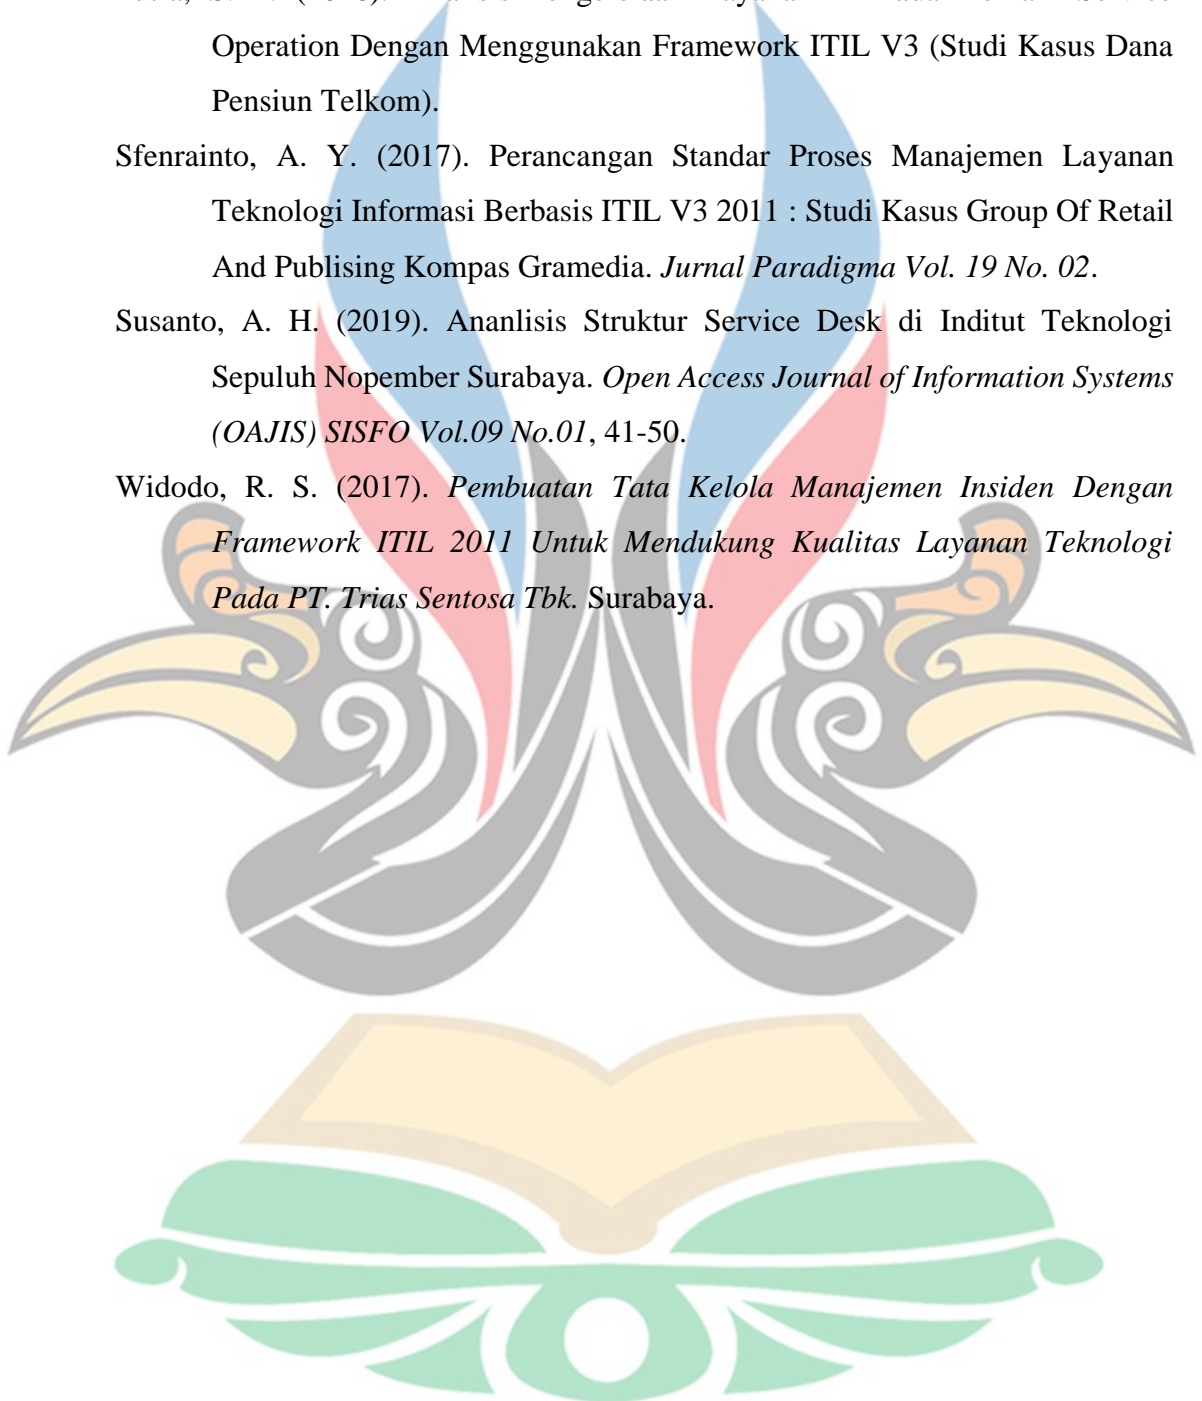 Operation Dengan Menggunakan Framework ITIL V3 (Studi Kasus Dana
Pensiun Telkom).
Sfenrainto, A. Y. (2017). Perancangan Standar Proses Manajemen Layanan
Teknologi Informasi Berbasis ITIL V3 2011 : Studi Kasus Group Of Retail
And Publising Kompas Gramedia. Jurnal Paradigma Vol. 19 No. 02.
Susanto, A. H. (2019). Ananlisis Struktur Service Desk di Inditut Teknologi
Sepuluh Nopember Surabaya. Open Access Journal of Information Systems
(OAJIS) SISFO Vol.09 No.01, 41-50.
Widodo, R. S. (2017). Pembuatan Tata Kelola Manajemen Insiden Dengan
Framework ITIL 2011 Untuk Mendukung Kualitas Layanan Teknologi
Pada PT. Trias Sentosa Tbk. Surabaya.